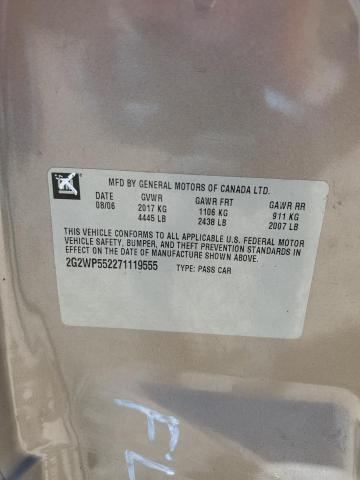 MFD BY GENERAL MOTORS OF CANADA LTD.
DATE GVWR GAWR FRT GAWR RR
08/06 2017 KG 1106 KG 911 KG
4445 LB 2438 LB 2007 LB
THIS VEHICLE CONFORMS TO ALL APPLICABLE U.S. FEDERAL MOTOR
VEHICLE SAFETY, BUMPER, AND THEFT PREVENTION STANDARDS IN
EFFECT ON THE DATE OF MANUFACTURE SHOWN ABOVE.
2G2WP552271119555 TYPE: PASS CAR
FL